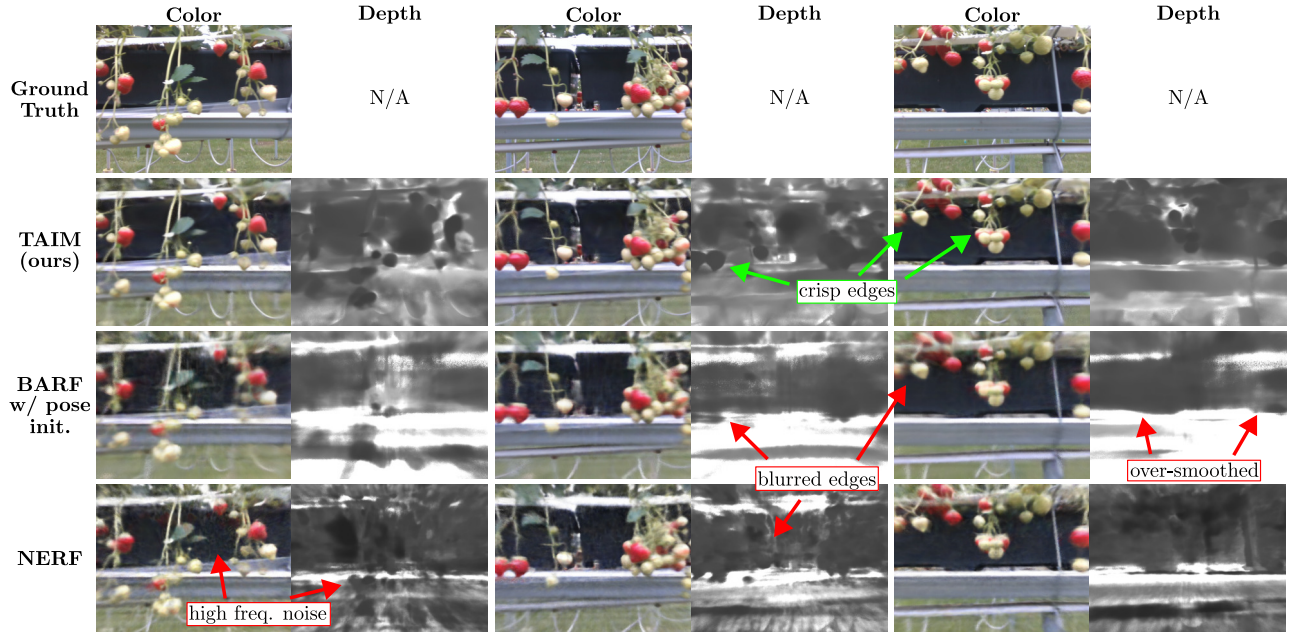 Color Depth Color Depth Color Depth
Ground
Truth
N/A N/A N/A
TAIM
(ours)
crisp edges
BARF
w/ pose
init.
blurred edges
over-smoothed
NERF
high freq. noise